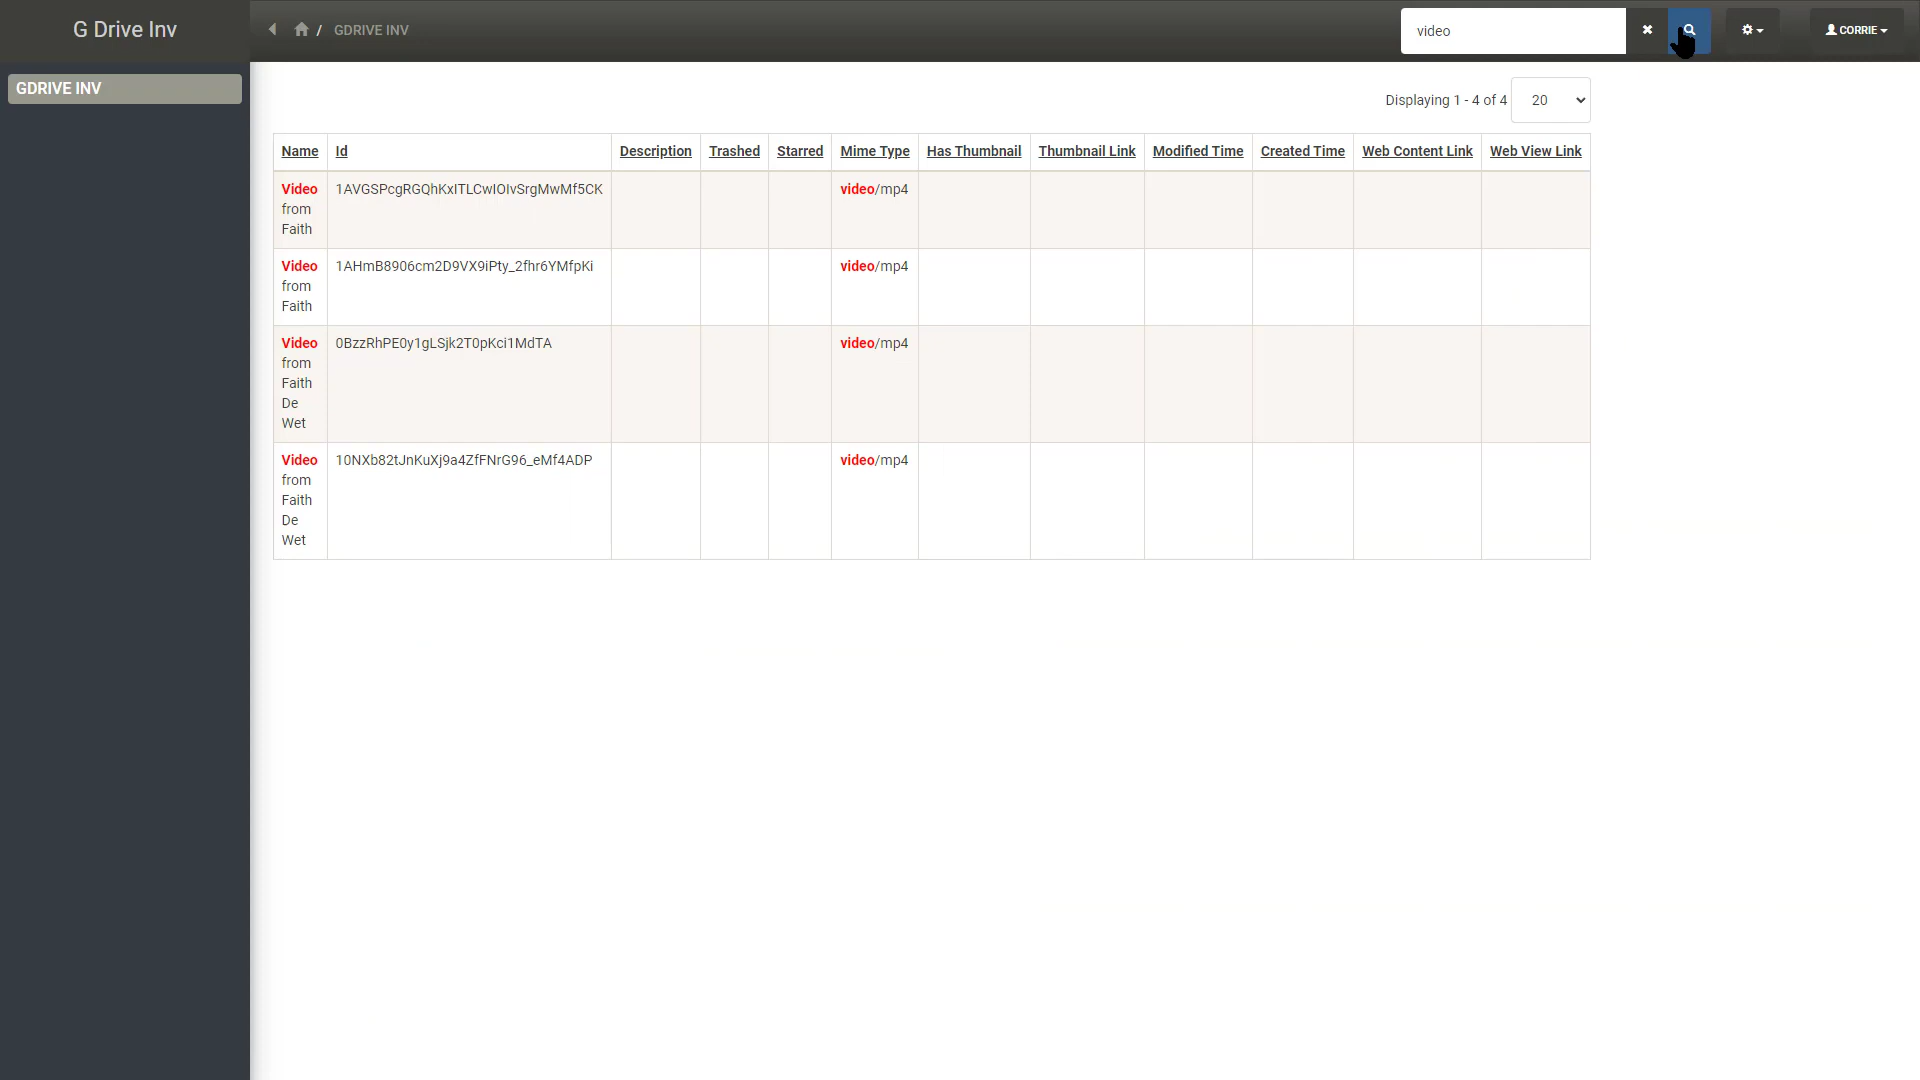 G Drive Inv
/ GDRIVE INV
video
CORRIE
GDRIVE INV
Displaying 1 - 4 of 4
20
Name Id Description Trashed Starred Mime Type Has Thumbnail Thumbnail Link Modified Time Created Time Web Content Link Web View Link
Video 1AVGSPcgRGQhKxITLCwIOIvSrgMwMf5CK video/mp4
from
Faith
Video 1AHmB8906cm2D9VX9iPty_2fhr6YMfpKi video/mp4
from
Faith
Video 0BzzRhPE0y1gLSjk2T0pKci1MdTA video/mp4
from
Faith
De
Wet
Video 10NXb82tJnKuXj9a4ZfFNrG96_eMf4ADP video/mp4
from
Faith
De
Wet